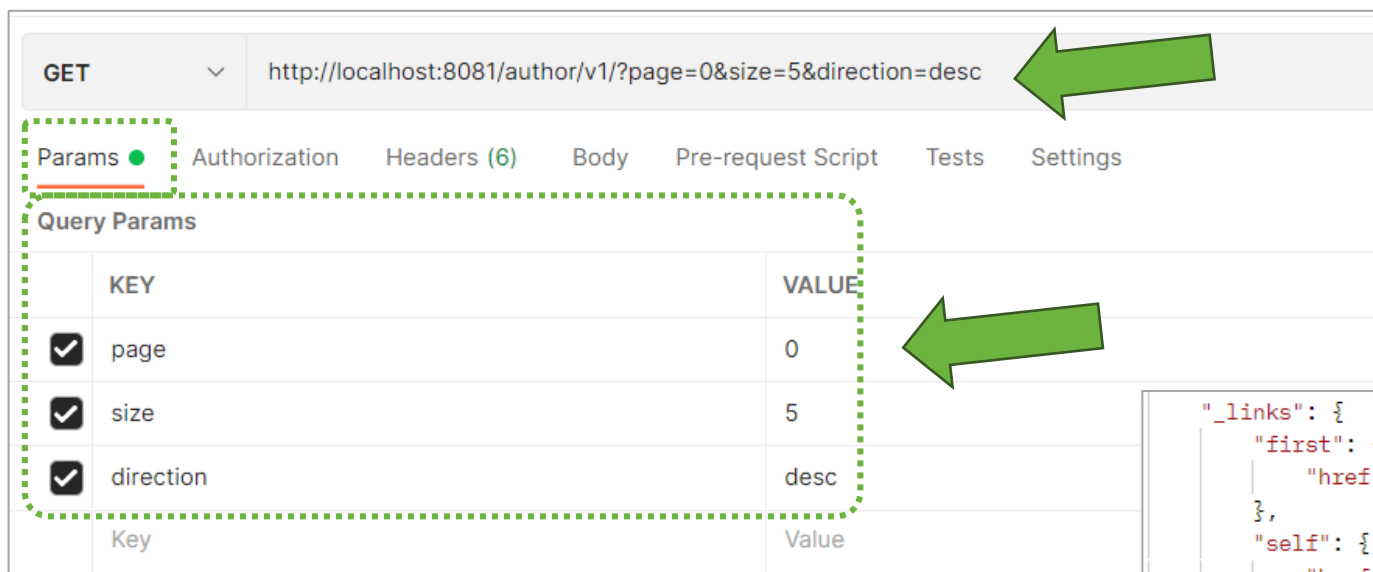 GET http://localhost:8081/author/v1/?page=0&size=5&direction=desc
Params Authorization Headers (6) Body Pre-request Script Tests Settings
Query Params
KEY VALUE
page 0
size 5
direction desc
Key Value
"_links": {
"first":
"href
},
"self": {